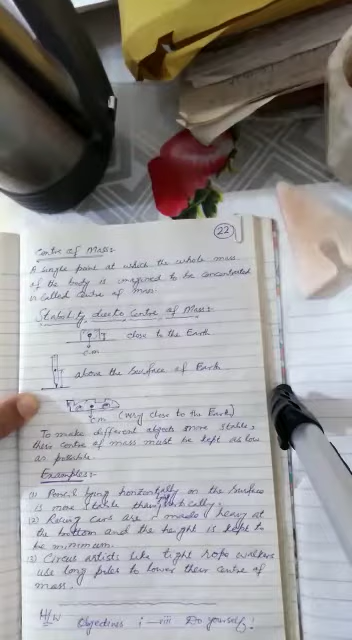 22
Centre of Mass:-
A single point at which the whole mass
of the body is imagined to be concentrated
is called centre of mass.
Stability due to Centre of Mass:-
close to the Earth
c.m
above the Surface of Earth
c.m (very close to the Earth)
To make different objects more stable,
there centre of mass must be kept as low
as possible.
Examples:-
(1) Pencil lying horizontally on the surface
is more stable than vertically.
(2) Racing cars are made heavy at
the bottom and the height is kept to
be minimum.
(3) Circus artists like tight rope walkers
use long poles to lower their centre of
mass.
H/w Objectives i — viii Do yourself!